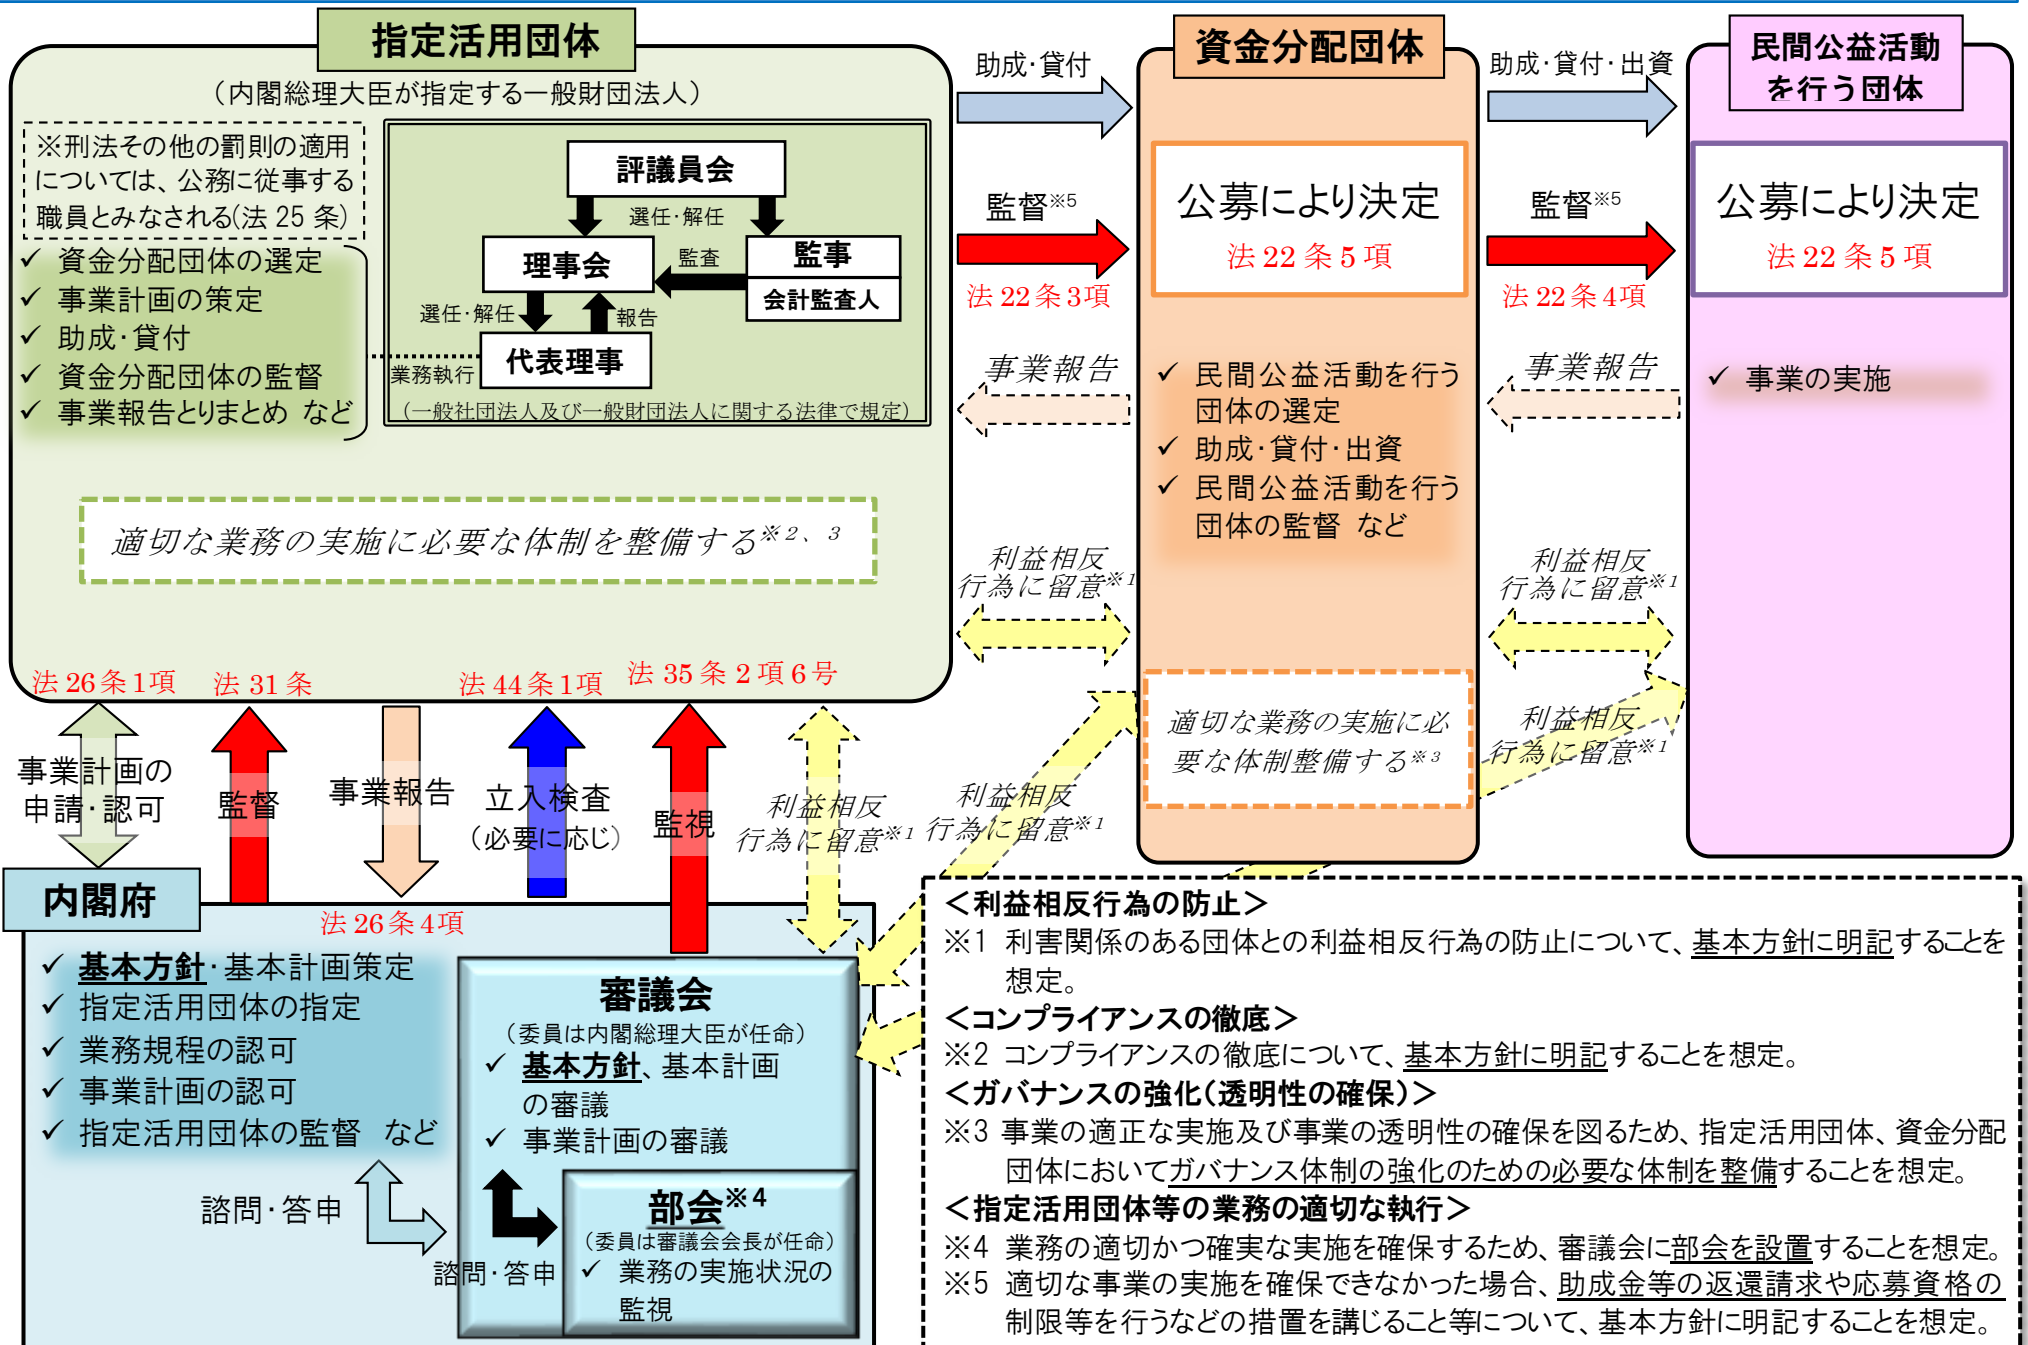 指定活用団体
（内閣総理大臣が指定する一般財団法人）
※刑法その他の罰則の適用
については、公務に従事する
職員とみなされる(法 25 条)
✓ 資金分配団体の選定
✓ 事業計画の策定
✓ 助成・貸付
✓ 資金分配団体の監督
✓ 事業報告とりまとめ など
評議員会
選任・解任
理事会
監査
監事
会計監査人
選任・解任
報告
代表理事
業務執行
（一般社団法人及び一般財団法人に関する法律で規定）
適切な業務の実施に必要な体制を整備する※2、3
助成・貸付
監督※5
法 22 条 3項
事業報告
利益相反
行為に留意※1
資金分配団体
公募により決定
法 22 条 5 項
✓ 民間公益活動を行う
団体の選定
✓ 助成・貸付・出資
✓ 民間公益活動を行う
団体の監督 など
適切な業務の実施に必
要な体制整備する※3
助成・貸付・出資
監督※5
法 22条 4項
事業報告
利益相反
行為に留意※1
利益相反
行為に留意※1
民間公益活動
を行う団体
公募により決定
法 22 条 5 項
✓ 事業の実施
法 26 条 1項
法 31 条
法 44条 1項
法 35 条 2 項 6 号
事業計画の
申請・認可
監督
事業報告
立入検査
（必要に応じ）
監視
利益相反
行為に留意※1
利益相反
行為に留意※1
内閣府
法 26 条 4項
✓ 基本方針・基本計画策定
✓ 指定活用団体の指定
✓ 業務規程の認可
✓ 事業計画の認可
✓ 指定活用団体の監督 など
諮問・答申
審議会
（委員は内閣総理大臣が任命）
✓ 基本方針、基本計画
の審議
✓ 事業計画の審議
諮問・答申
部会※４
（委員は審議会会長が任命）
✓ 業務の実施状況の
監視
＜利益相反行為の防止＞
※1 利害関係のある団体との利益相反行為の防止について、基本方針に明記することを
想定。
＜コンプライアンスの徹底＞
※2 コンプライアンスの徹底について、基本方針に明記することを想定。
＜ガバナンスの強化（透明性の確保）＞
※3 事業の適正な実施及び事業の透明性の確保を図るため、指定活用団体、資金分配
団体においてガバナンス体制の強化のための必要な体制を整備することを想定。
＜指定活用団体等の業務の適切な執行＞
※4 業務の適切かつ確実な実施を確保するため、審議会に部会を設置することを想定。
※5 適切な事業の実施を確保できなかった場合、助成金等の返還請求や応募資格の
制限等を行うなどの措置を講じること等について、基本方針に明記することを想定。